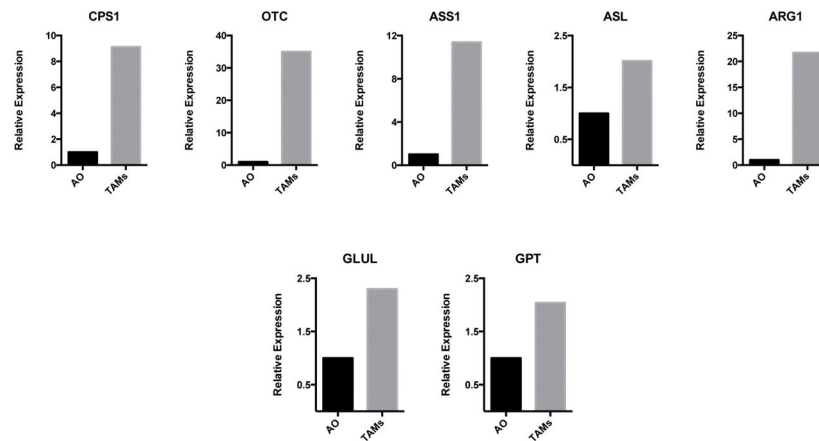 CPS1
Relative Expression
10
8
6
4
2
0
AO
TAMs
OTC
Relative Expression
40
30
20
10
0
AO
TAMs
ASS1
Relative Expression
12
8
4
0
AO
TAMs
ASL
Relative Expression
2.5
1.5
0.5
AO
TAMs
ARG1
Relative Expression
25
20
15
10
5
0
AO
TAMs
GLUL
Relative Expression
2.5
1.5
0.5
AO
TAMs
GPT
Relative Expression
2.5
1.5
0.5
AO
TAMs